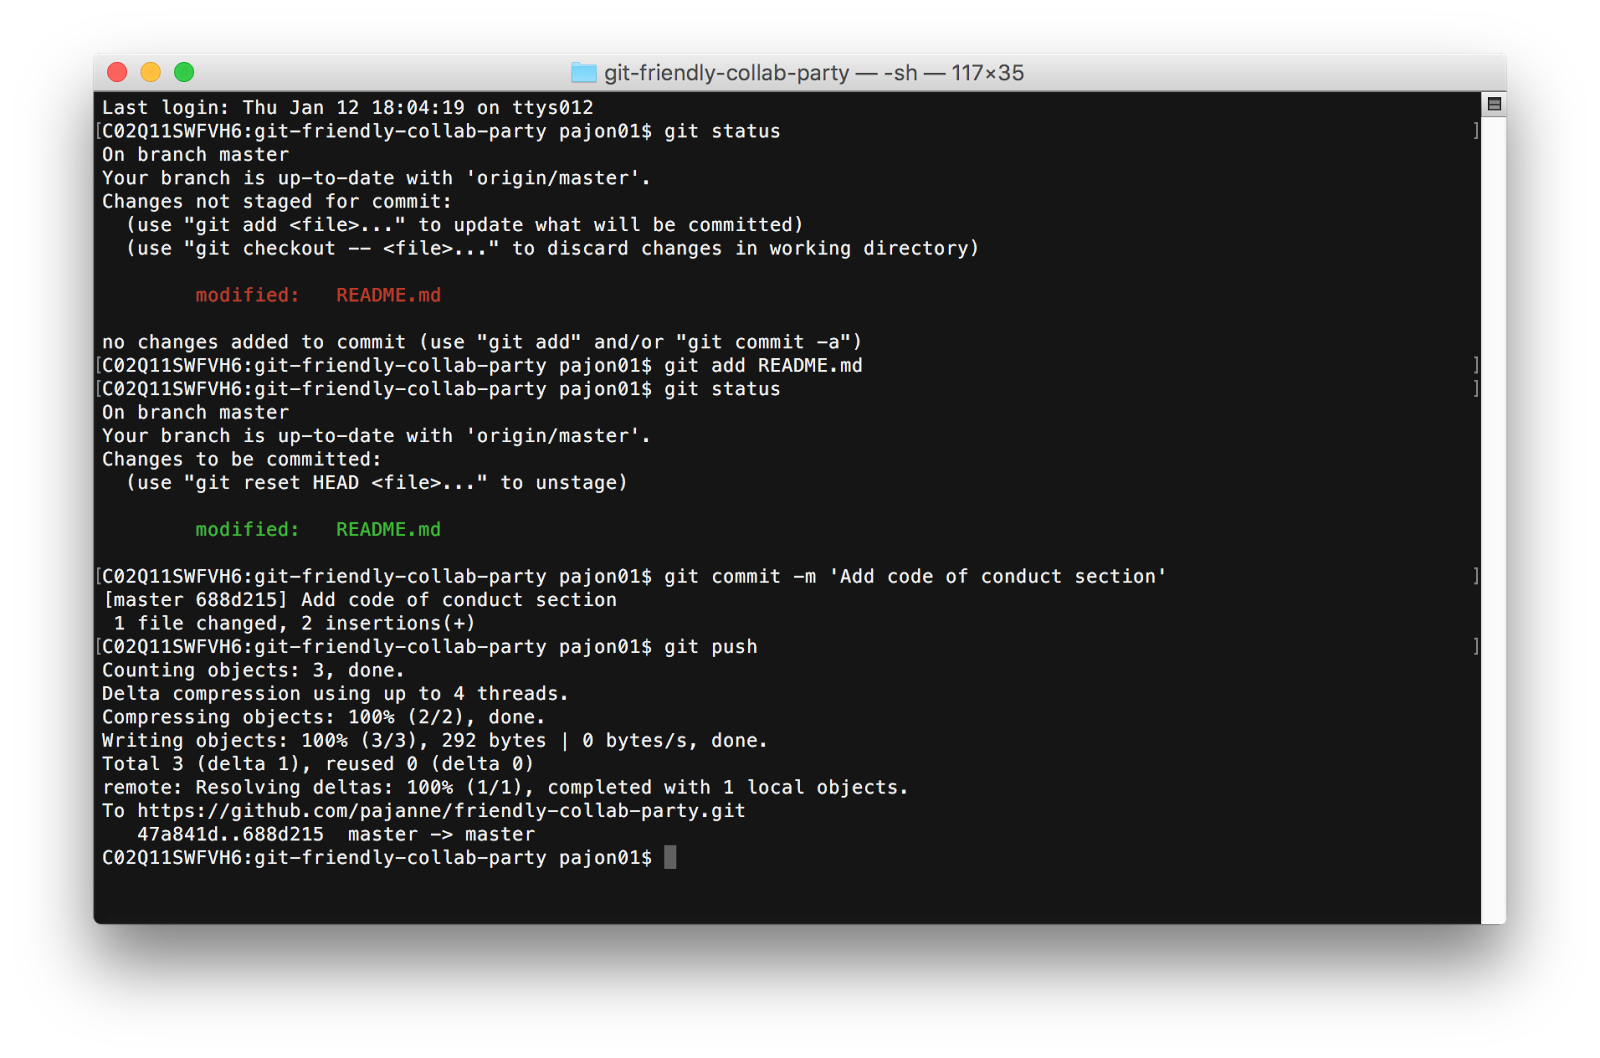 git-friendly-collab-party — -sh — 117×35
Last login: Thu Jan 12 18:04:19 on ttys012
[C02Q11SWFVH6:git-friendly-collab-party pajon01$ git status ]
On branch master
Your branch is up-to-date with 'origin/master'.
Changes not staged for commit:
  (use "git add <file>..." to update what will be committed)
  (use "git checkout -- <file>..." to discard changes in working directory)
        modified:   README.md
no changes added to commit (use "git add" and/or "git commit -a")
[C02Q11SWFVH6:git-friendly-collab-party pajon01$ git add README.md ]
[C02Q11SWFVH6:git-friendly-collab-party pajon01$ git status ]
On branch master
Your branch is up-to-date with 'origin/master'.
Changes to be committed:
  (use "git reset HEAD <file>..." to unstage)
        modified:   README.md
[C02Q11SWFVH6:git-friendly-collab-party pajon01$ git commit -m 'Add code of conduct section' ]
[master 688d215] Add code of conduct section
 1 file changed, 2 insertions(+)
[C02Q11SWFVH6:git-friendly-collab-party pajon01$ git push ]
Counting objects: 3, done.
Delta compression using up to 4 threads.
Compressing objects: 100% (2/2), done.
Writing objects: 100% (3/3), 292 bytes | 0 bytes/s, done.
Total 3 (delta 1), reused 0 (delta 0)
remote: Resolving deltas: 100% (1/1), completed with 1 local objects.
To https://github.com/pajanne/friendly-collab-party.git
   47a841d..688d215  master -> master
C02Q11SWFVH6:git-friendly-collab-party pajon01$